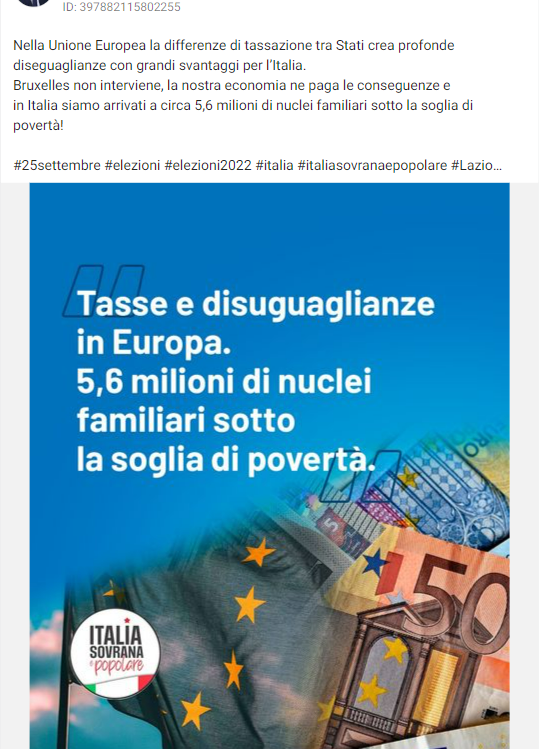 ID: 397882115802255
Nella Unione Europea la differenze di tassazione tra Stati crea profonde
diseguaglianze con grandi svantaggi per l'Italia.
Bruxelles non interviene, la nostra economia ne paga le conseguenze e
in Italia siamo arrivati a circa 5,6 milioni di nuclei familiari sotto la soglia di
povertà!
#25settembre #elezioni #elezioni2022 #italia #italiasovranaepopolare #Lazio...
Tasse e disuguaglianze
in Europa.
5,6 milioni di nuclei
familiari sotto
la soglia di povertà.
EURO
50
ITALIA
SOVRANA
e popolare